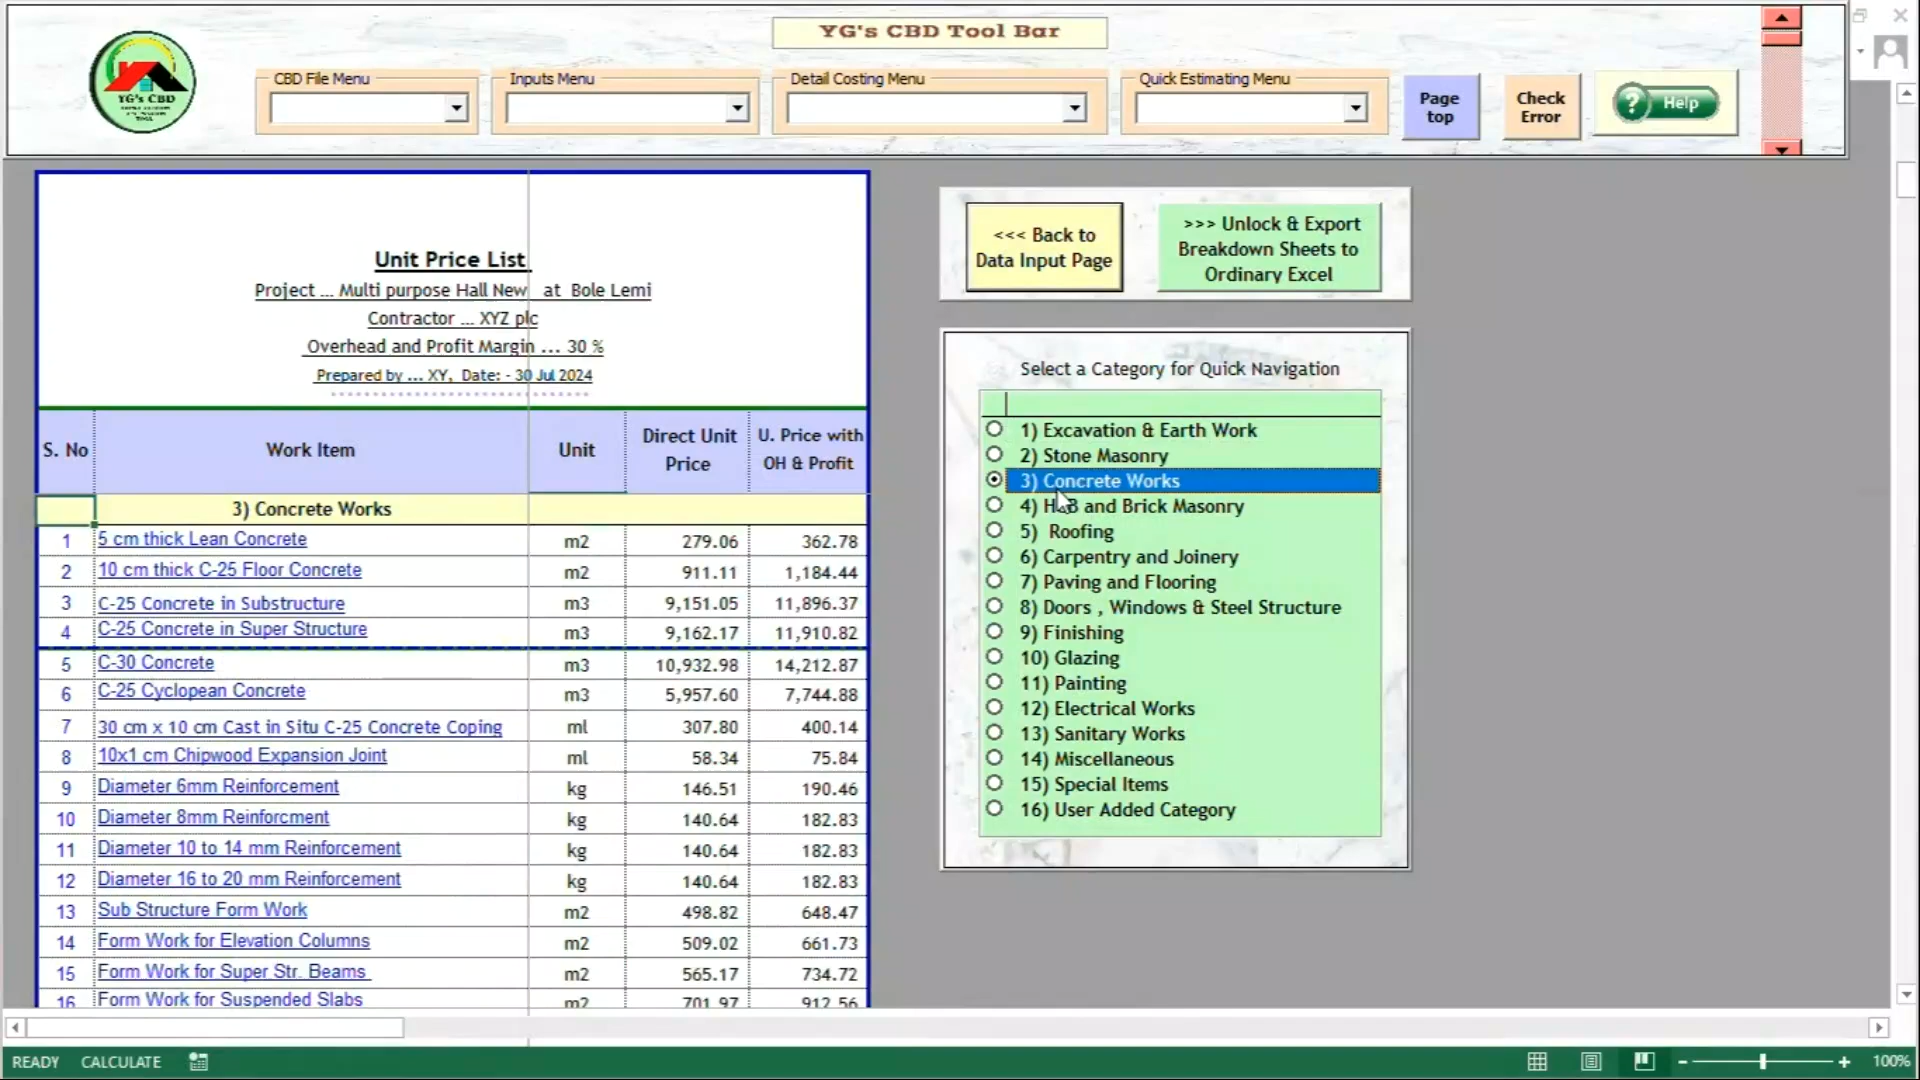 YG's CBD Tool Bar
YG's CBD
CBD File Menu
Inputs Menu
Detail Costing Menu
Quick Estimating Menu
Page
top
Check
Error
? Help
Unit Price List
Project ... Multi purpose Hall New at Bole Lemi
Contractor ... XYZ plc
Overhead and Profit Margin ... 30 %
Prepared by ... XY, Date: - 30 Jul 2024
S. No Work Item Unit Direct Unit Price U. Price with OH & Profit
3) Concrete Works
1 5 cm thick Lean Concrete m2 279.06 362.78
2 10 cm thick C-25 Floor Concrete m2 911.11 1,184.44
3 C-25 Concrete in Substructure m3 9,151.05 11,896.37
4 C-25 Concrete in Super Structure m3 9,162.17 11,910.82
5 C-30 Concrete m3 10,932.98 14,212.87
6 C-25 Cyclopean Concrete m3 5,957.60 7,744.88
7 30 cm x 10 cm Cast in Situ C-25 Concrete Coping ml 307.80 400.14
8 10x1 cm Chipwood Expansion Joint ml 58.34 75.84
9 Diameter 6mm Reinforcement kg 146.51 190.46
10 Diameter 8mm Reinforcment kg 140.64 182.83
11 Diameter 10 to 14 mm Reinforcement kg 140.64 182.83
12 Diameter 16 to 20 mm Reinforcement kg 140.64 182.83
13 Sub Structure Form Work m2 498.82 648.47
14 Form Work for Elevation Columns m2 509.02 661.73
15 Form Work for Super Str. Beams m2 565.17 734.72
16 Form Work for Suspended Slabs m2 701.97 912.56
<<< Back to
Data Input Page
>>> Unlock & Export
Breakdown Sheets to
Ordinary Excel
Select a Category for Quick Navigation
1) Excavation & Earth Work
2) Stone Masonry
3) Concrete Works
4) and Brick Masonry
5) Roofing
6) Carpentry and Joinery
7) Paving and Flooring
8) Doors , Windows & Steel Structure
9) Finishing
10) Glazing
11) Painting
12) Electrical Works
13) Sanitary Works
14) Miscellaneous
15) Special Items
16) User Added Category
READY CALCULATE
100%